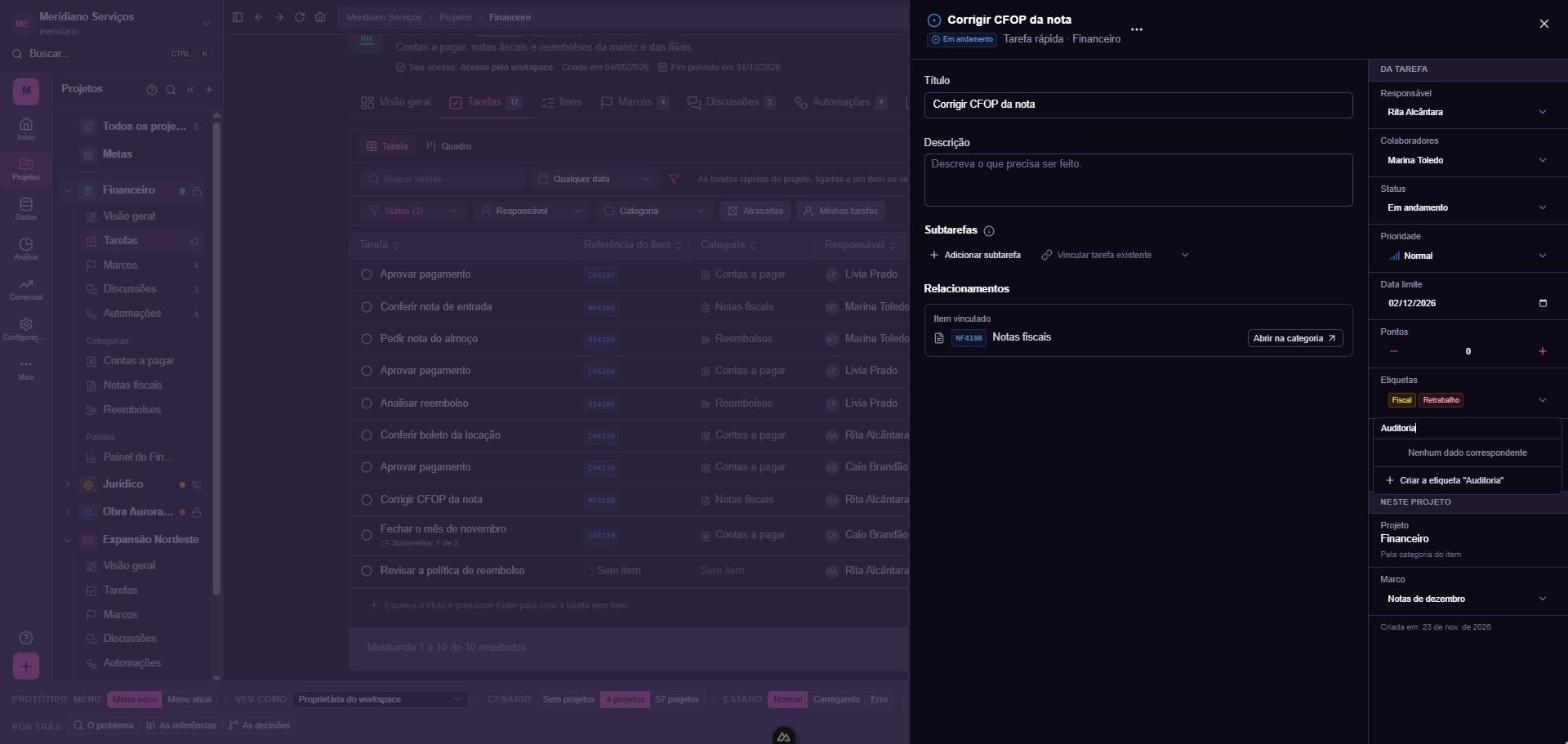 ME Meridiano Serviços
meridiano
Buscar... CTRL K
M
Início
Projetos
Dados
Análise
Comercial
Configuraç...
Mais
Projetos
Todos os proje... 5
Metas
Financeiro
Visão geral
Tarefas 12
Marcos 4
Discussões 3
Automações 4
Categorias
Contas a pagar
Notas fiscais
Reembolsos
Painéis
Painel do Fin...
Jurídico
Obra Aurora...
Expansão Nordeste
Visão geral
Tarefas
Marcos
Discussões
Automações
Meridiano Serviços Projetos Financeiro
Contas a pagar, notas fiscais e reembolsos da matriz e das filiais.
Seu acesso: Acesso pelo workspace Criado em 04/08/2026 Fim previsto em 31/12/2026
Visão geral Tarefas 12 Itens Marcos 4 Discussões 3 Automações 4
Tabela Quadro
Buscar tarefas... Qualquer data As tarefas rápidas do projeto, ligadas a um item ou se
Status (3) Responsável Categoria Atrasadas Minhas tarefas
Tarefa Referência do item Categoria Responsável
Aprovar pagamento Contas a pagar LP Lívia Prado
Conferir nota de entrada Notas fiscais MT Marina Toledo
Pedir nota do almoço Reembolsos Marina Toledo
Aprovar pagamento Contas a pagar LP Lívia Prado
Analisar reembolso Reembolsos LP Lívia Prado
Conferir boleto da locação Contas a pagar RA Rita Alcântara
Aprovar pagamento Contas a pagar CB Caio Brandão
Corrigir CFOP da nota NF4188 Notas fiscais RA Rita Alcântara
Fechar o mês de novembro Contas a pagar CB Caio Brandão
Subtarefas: 1 de 3
Revisar a política de reembolso Sem item Sem item RA Rita Alcântara
Escreva o título e pressione Enter para criar a tarefa sem item
Mostrando 1 a 10 de 10 resultados
PROTÓTIPO MENU Menu novo Menu atual VER COMO Proprietária do workspace CENÁRIO Sem projetos 4 projetos 57 projetos ESTADO Normal Carregando Erro
POR TRÁS O problema As referências As decisões
Corrigir CFOP da nota
Em andamento Tarefa rápida · Financeiro
Título
Corrigir CFOP da nota
Descrição
Descreva o que precisa ser feito.
Subtarefas
Adicionar subtarefa Vincular tarefa existente
Relacionamentos
Item vinculado
NF4188 Notas fiscais Abrir na categoria
DA TAREFA
Responsável
Rita Alcântara
Colaboradores
Marina Toledo
Status
Em andamento
Prioridade
Normal
Data limite
02/12/2026
Pontos
0
Etiquetas
Fiscal Retrabalho
Auditoria
Nenhum dado correspondente
Criar a etiqueta "Auditoria"
NESTE PROJETO
Projeto
Financeiro
Pela categoria do item
Marco
Notas de dezembro
Criada em: 23 de nov. de 2026